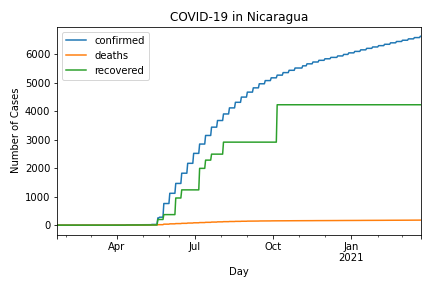 COVID-19 in Nicaragua
confirmed
deaths
recovered
Number of Cases
6000
5000
4000
3000
2000
1000
0
Apr
Jul
Oct
Jan
2021
Day